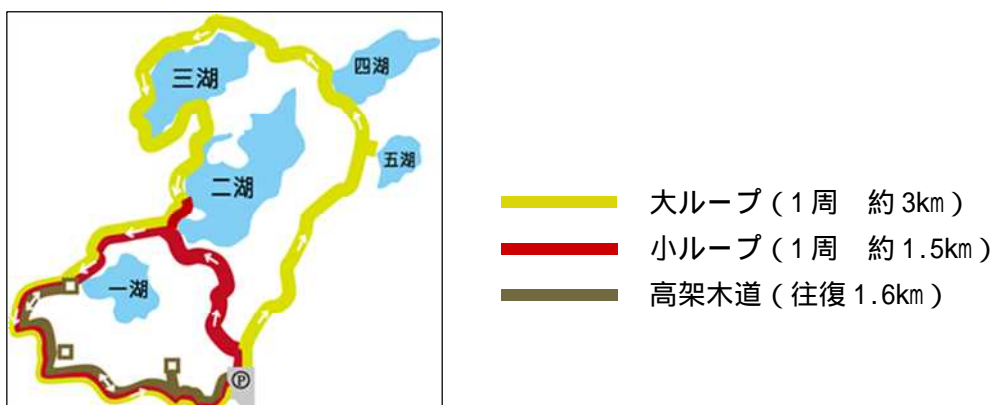 三湖
四湖
五湖
二湖
一湖
P
大ループ（1周　約3km）
小ループ（1周　約1.5km）
高架木道（往復1.6km）